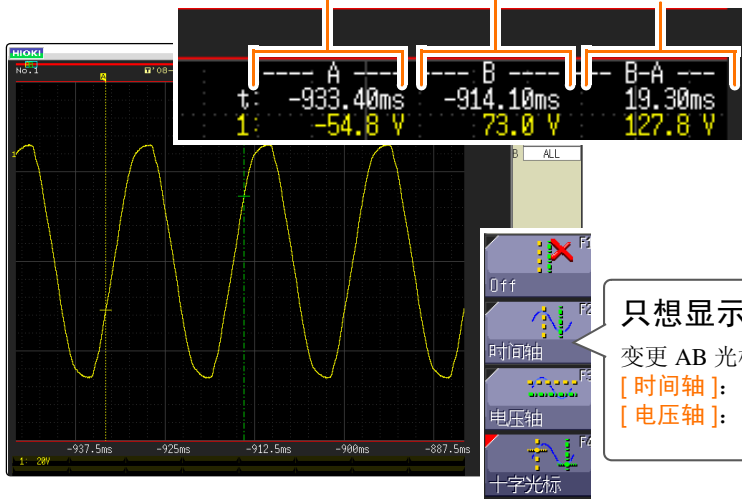 HIOKI
No.1
A
---- A ---- ---- B ---- --- B-A ---
t: -933.40ms -914.10ms 19.30ms
1: -54.8 V 73.0 V 127.8 V
B ALL
1
F1
Off
F2
时间轴
F3
电压轴
F4
十字光标
只想显示
变更 AB 光
[ 时间轴 ]：
[ 电压轴 ]：
-937.5ms -925ms -912.5ms -900ms -887.5ms
1: 20V